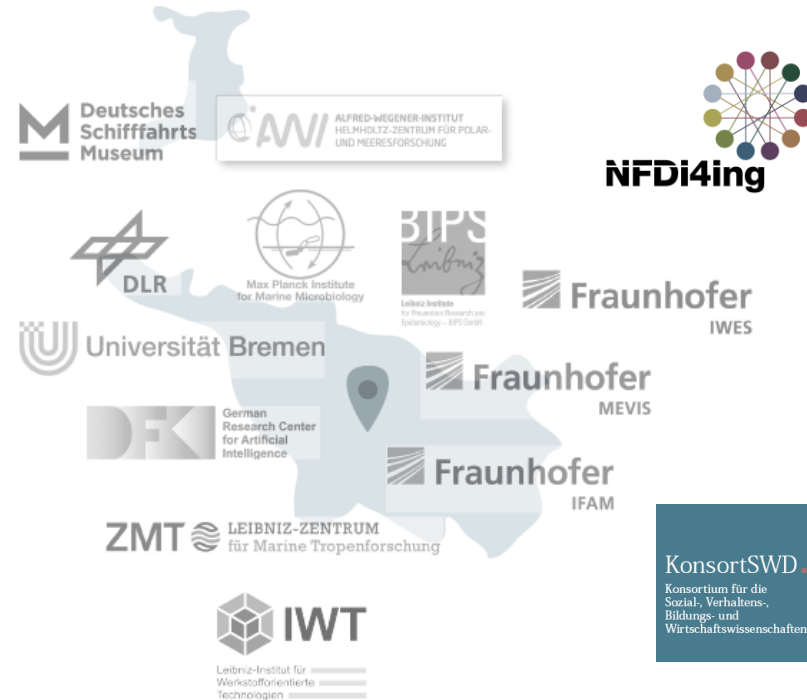 Deutsches
Schifffahrts
Museum
AWI
ALFRED-WEGENER-INSTITUT
HELMHOLTZ-ZENTRUM FÜR POLAR-
UND MEERESFORSCHUNG
NFDi4ing
DLR
Max Planck Institute
for Marine Microbiology
BIPS
Leibniz
Leibniz Institute
for Prevention Research and
Epidemiology – BIPS GmbH
Fraunhofer
IWES
Universität Bremen
Fraunhofer
MEVIS
DFK
German
Research Center
for Artificial
Intelligence
Fraunhofer
IFAM
ZMT
LEIBNIZ-ZENTRUM
für Marine Tropenforschung
KonsortSWD.
Konsortium für die
Sozial-, Verhaltens-,
Bildungs- und
Wirtschaftswissenschaften
IWT
Leibniz-Institut für
Werkstofforientierte
Technologien